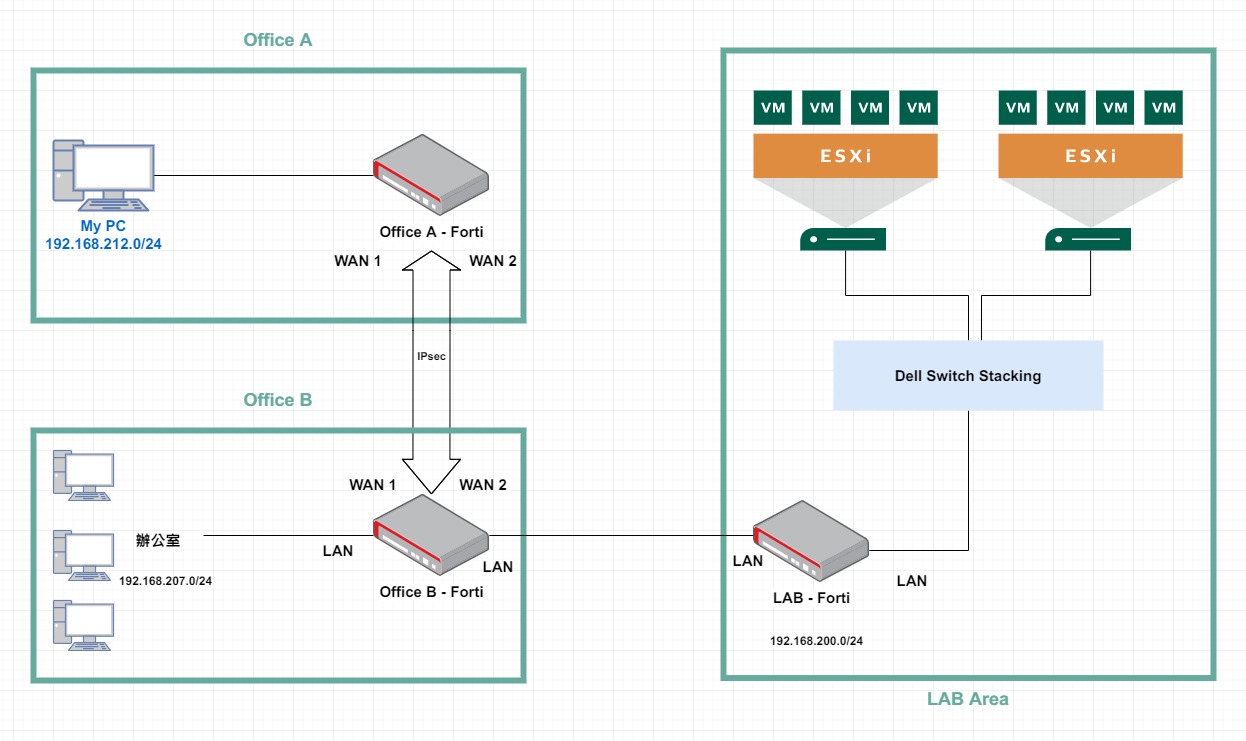 Office A
My PC
192.168.212.0/24
Office A - Forti
WAN 1
WAN 2
IPsec
Office B
WAN 1
WAN 2
辦公室
192.168.207.0/24
LAN
LAN
Office B - Forti
VM
VM
VM
VM
VM
VM
VM
VM
ESXi
ESXi
Dell Switch Stacking
LAN
LAN
LAB - Forti
192.168.200.0/24
LAB Area